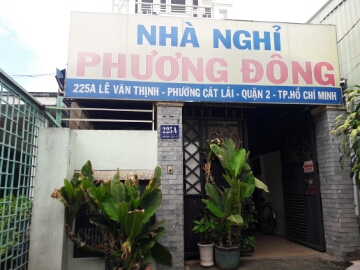 NHÀ NGHỈ
PHƯƠNG ĐÔNG
225A LÊ VĂN THỊNH - PHƯỜNG CÁT LÁI - QUẬN 2 - TP.HỒ CHÍ MINH
225A